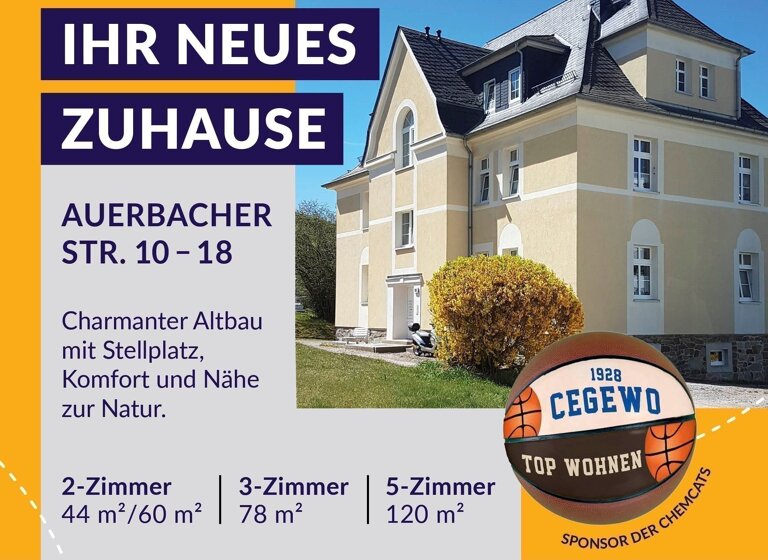 IHR NEUES
ZUHAUSE
AUERBACHER
STR. 10 – 18
Charmanter Altbau
mit Stellplatz,
Komfort und Nähe
zur Natur.
2-Zimmer
44 m²/60 m²
3-Zimmer
78 m²
5-Zimmer
120 m²
1928
CEGEWO
TOP WOHNEN
SPONSOR DER CHEMCATS